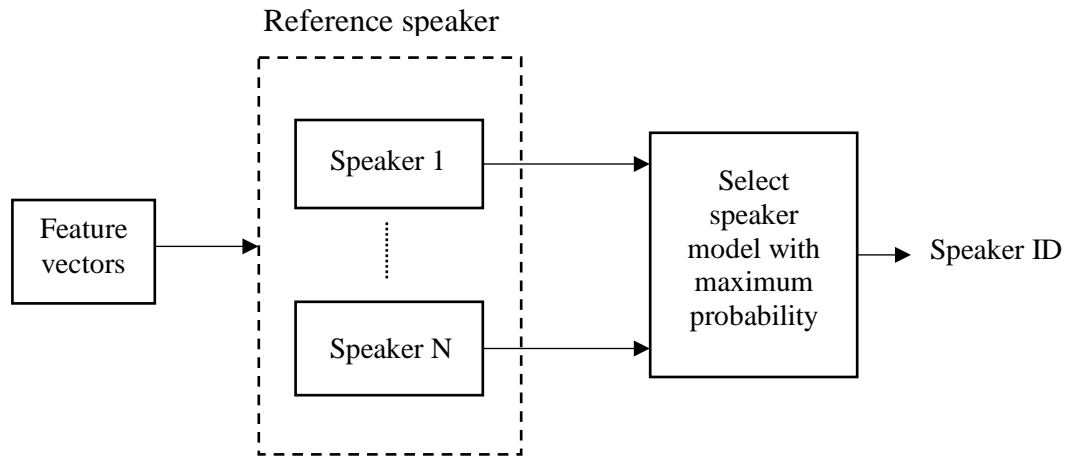 Reference speaker
Speaker 1
Feature
vectors
Speaker N
Select
speaker
model with
maximum
probability
Speaker ID